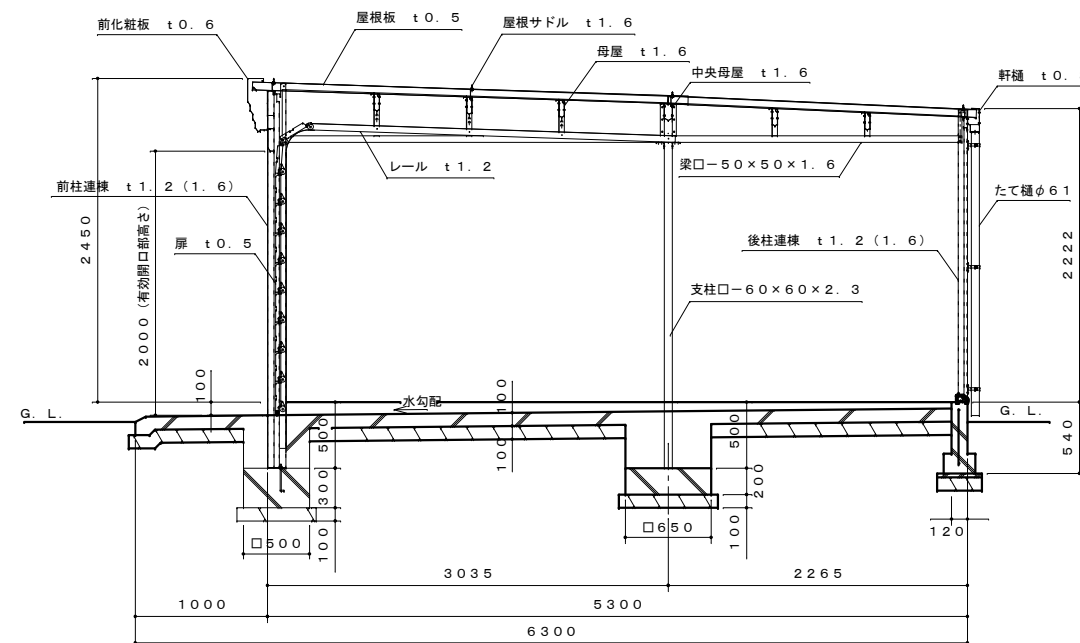 前化粧板 ｔ０．６
屋根板 ｔ０．５
屋根サドル ｔ１．６
母屋 ｔ１．６
中央母屋 ｔ１．６
軒樋 ｔ０．
レール ｔ１．２
梁口－５０×５０×１．６
前柱連棟 ｔ１．２（１．６）
たて樋φ６１
扉 ｔ０．５
後柱連棟 ｔ１．２（１．６）
支柱口－６０×６０×２．３
２４５０
２０００（有効開口部高さ）
２２２２
１００
水勾配
１００
Ｇ．Ｌ．
Ｇ．Ｌ．
５００
１００
５００
５４０
３００
２００
１００
１００
□５００
□６５０
１２０
３０３５
２２６５
１０００
５３００
６３００